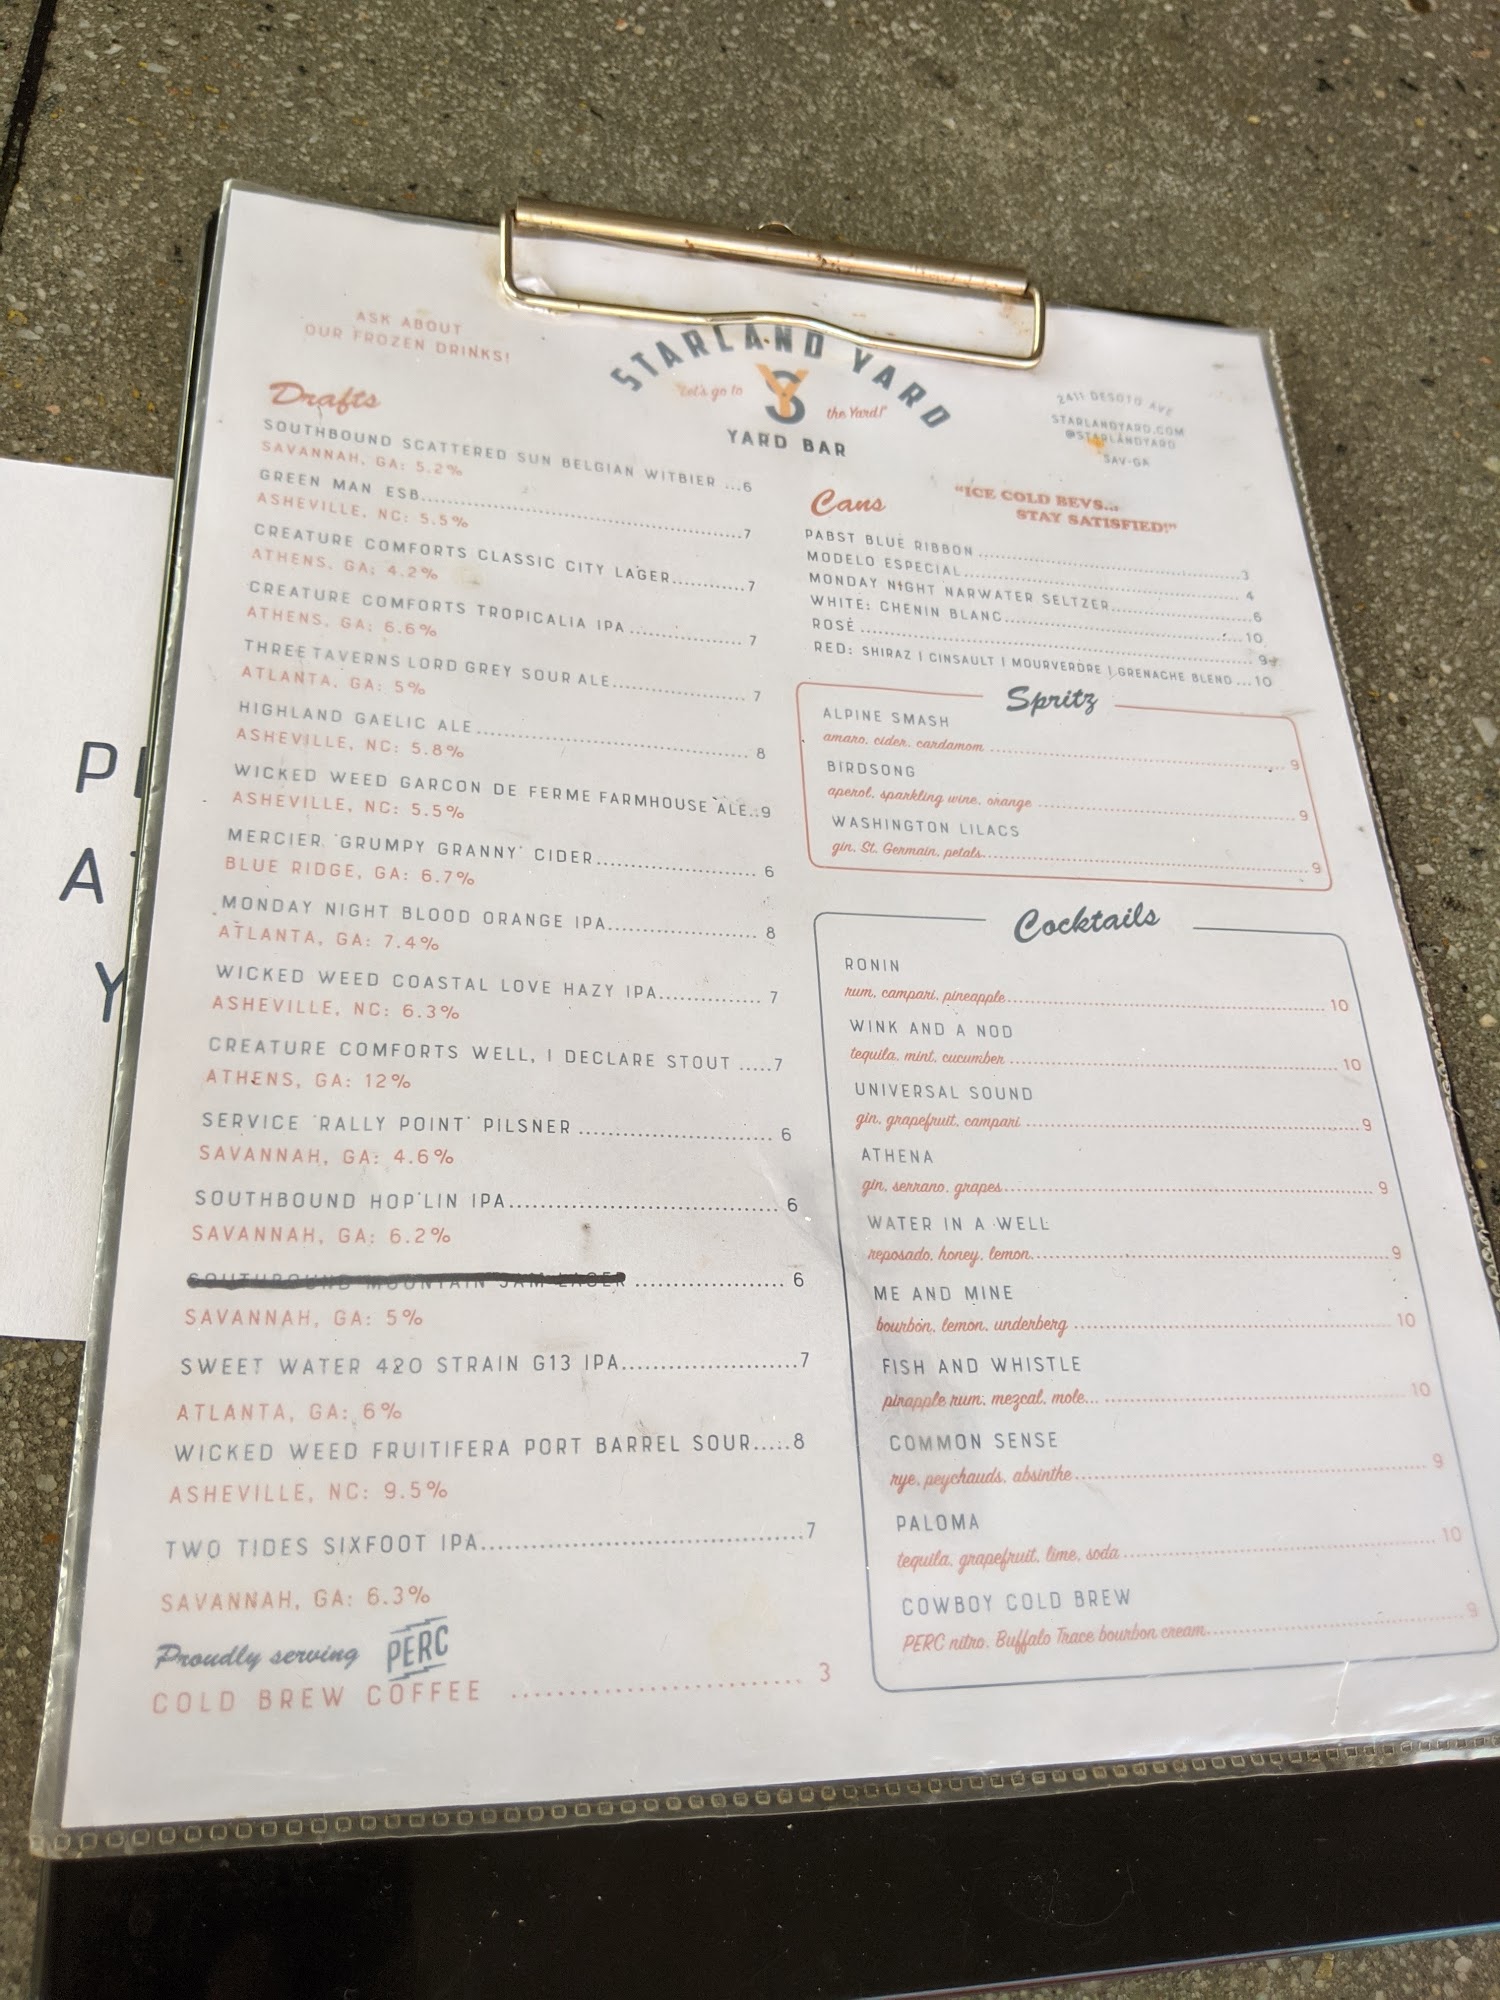 ASK ABOUT
OUR FROZEN DRINKS!
STARLAND YARD
"Let's go to
SY
the Yard!"
YARD BAR
2411 DESOTO AVE
STARLANDYARD.COM
@STARLANDYARD
SAV-GA
Drafts
SOUTHBOUND SCATTERED SUN BELGIAN WITBIER ...6
SAVANNAH, GA: 5.2%
GREEN MAN ESB...7
ASHEVILLE, NC: 5.5%
CREATURE COMFORTS CLASSIC CITY LAGER...7
ATHENS, GA: 4.2%
CREATURE COMFORTS TROPICALIA IPA...7
ATHENS, GA: 6.6%
THREE TAVERNS LORD GREY SOUR ALE...7
ATLANTA, GA: 5%
HIGHLAND GAELIC ALE...8
ASHEVILLE, NC: 5.8%
WICKED WEED GARCON DE FERME FARMHOUSE ALE..9
ASHEVILLE, NC: 5.5%
MERCIER 'GRUMPY GRANNY' CIDER...6
BLUE RIDGE, GA: 6.7%
MONDAY NIGHT BLOOD ORANGE IPA...8
ATLANTA, GA: 7.4%
WICKED WEED COASTAL LOVE HAZY IPA...7
ASHEVILLE, NC: 6.3%
CREATURE COMFORTS WELL, I DECLARE STOUT .....7
ATHENS, GA: 12%
SERVICE 'RALLY POINT' PILSNER...6
SAVANNAH, GA: 4.6%
SOUTHBOUND HOP'LIN IPA...6
SAVANNAH, GA: 6.2%
SOUTHBOUND MOUNTAIN JAM LAGER...6
SAVANNAH, GA: 5%
SWEET WATER 420 STRAIN G13 IPA...7
ATLANTA, GA: 6%
WICKED WEED FRUITIFERA PORT BARREL SOUR.....8
ASHEVILLE, NC: 9.5%
TWO TIDES SIXFOOT IPA...7
SAVANNAH, GA: 6.3%
Proudly serving PERC
COLD BREW COFFEE ... 3
Cans
"ICE COLD BEVS...
STAY SATISFIED!"
PABST BLUE RIBBON...3
MODELO ESPECIAL...4
MONDAY NIGHT NARWATER SELTZER...6
WHITE: CHENIN BLANC...10
ROSÉ...9
RED: SHIRAZ | CINSAULT | MOURVERDRE | GRENACHE BLEND...10
Spritz
ALPINE SMASH
amaro, cider, cardamom...9
BIRDSONG
aperol, sparkling wine, orange...9
WASHINGTON LILACS
gin, St. Germain, petals...9
Cocktails
RONIN
rum, campari, pineapple...10
WINK AND A NOD
tequila, mint, cucumber...10
UNIVERSAL SOUND
gin, grapefruit, campari...9
ATHENA
gin, serrano, grapes...9
WATER IN A WELL
reposado, honey, lemon...9
ME AND MINE
bourbon, lemon, underberg...10
FISH AND WHISTLE
pinapple rum, mezcal, mole...10
COMMON SENSE
rye, peychauds, absinthe...9
PALOMA
tequila, grapefruit, lime, soda...10
COWBOY COLD BREW
PERC nitro, Buffalo Trace bourbon cream...9
P
A
Y